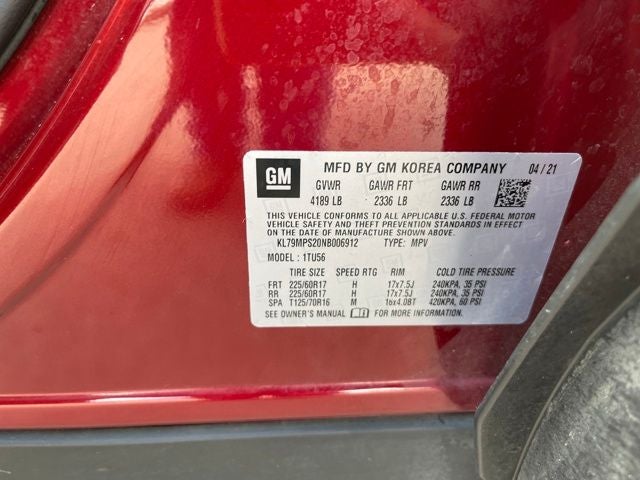 GM MFD BY GM KOREA COMPANY 04/21
GVWR GAWR FRT GAWR RR
4189 LB 2336 LB 2336 LB
THIS VEHICLE CONFORMS TO ALL APPLICABLE U.S. FEDERAL MOTOR
VEHICLE SAFETY AND THEFT PREVENTION STANDARDS IN EFFECT ON
THE DATE OF MANUFACTURE SHOWN ABOVE.
KL79MPS20NB006912 TYPE: MPV
MODEL: 1TU56
TIRE SIZE SPEED RTG RIM COLD TIRE PRESSURE
FRT 225/60R17 H 17x7.5J 240KPA, 35 PSI
RR 225/60R17 H 17x7.5J 240KPA, 35 PSI
SPA T125/70R16 M 16x4.0BT 420KPA, 60 PSI
SEE OWNER'S MANUAL FOR MORE INFORMATION.